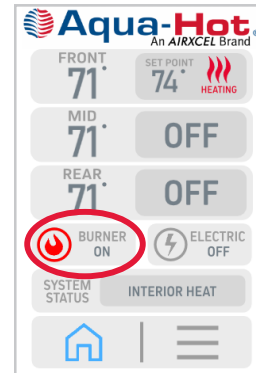 Aqua-Hot
An AIRXCEL Brand
FRONT
71°
SET POINT
74°
HEATING
MID
71°
OFF
REAR
71°
OFF
BURNER
ON
ELECTRIC
OFF
SYSTEM
STATUS
INTERIOR HEAT